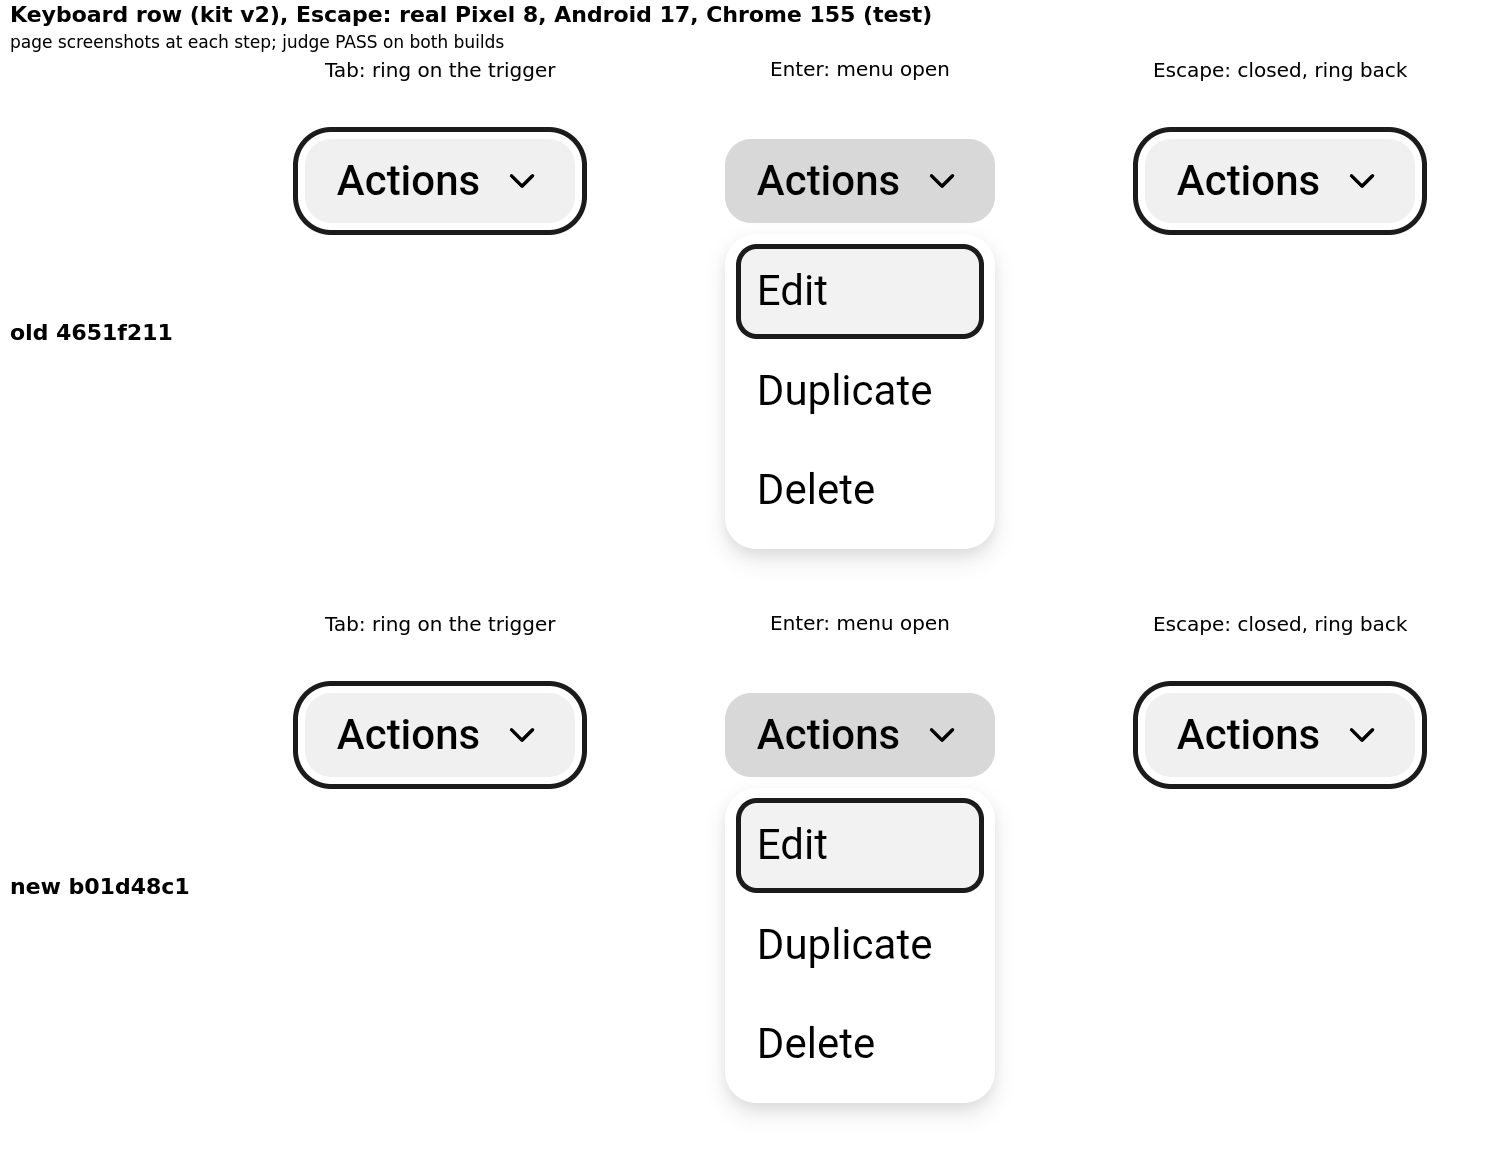 Keyboard row (kit v2), Escape: real Pixel 8, Android 17, Chrome 155 (test)
page screenshots at each step; judge PASS on both builds
Tab: ring on the trigger
Enter: menu open
Escape: closed, ring back
Actions
Actions
Actions
Edit
old 4651f211
Duplicate
Delete
Tab: ring on the trigger
Enter: menu open
Escape: closed, ring back
Actions
Actions
Actions
Edit
new b01d48c1
Duplicate
Delete